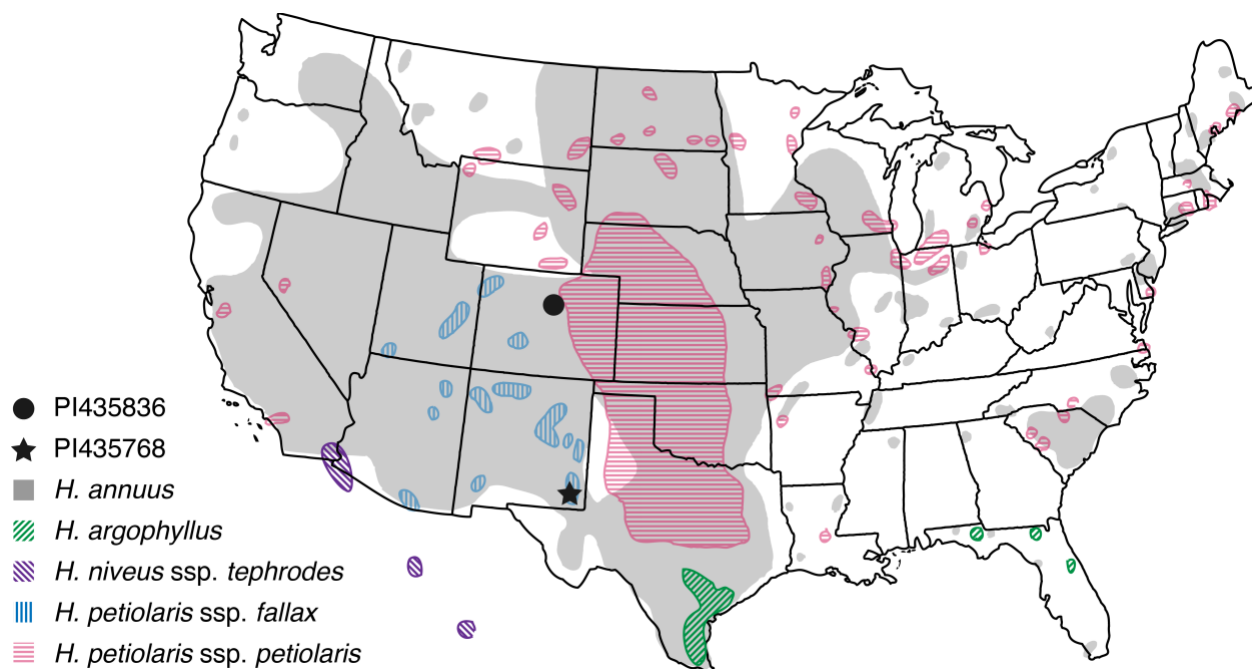 PI435836
PI435768
H. annuus
H. argophyllus
H. niveus ssp. tephrodes
H. petiolaris ssp. fallax
H. petiolaris ssp. petiolaris